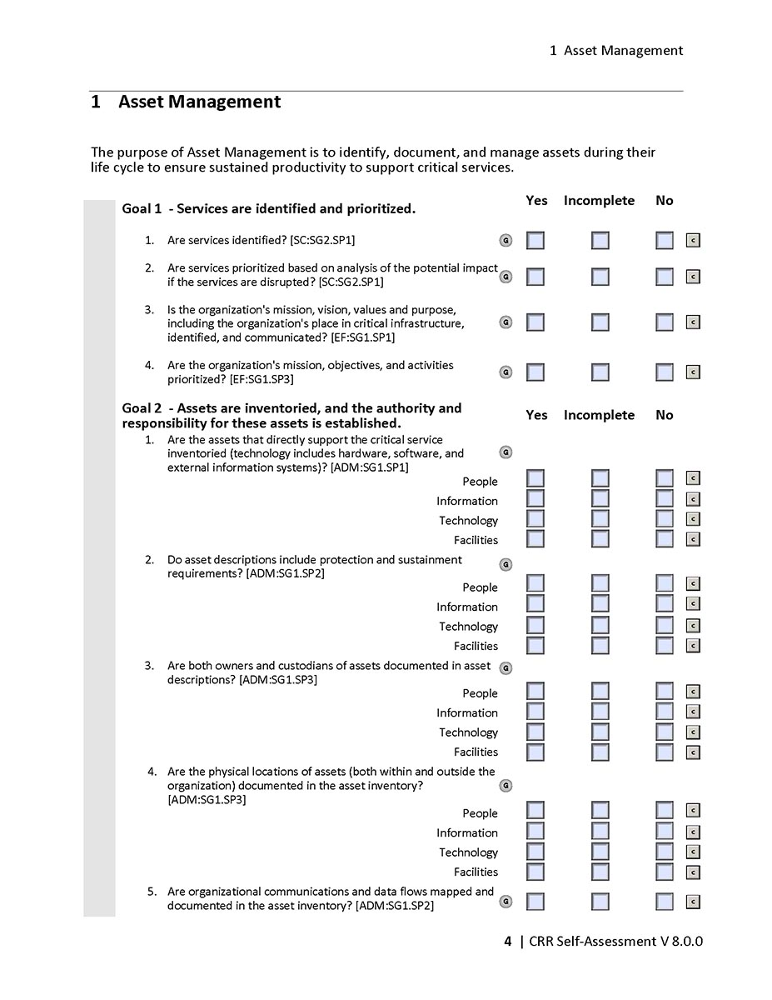 1 Asset Management
1 Asset Management
The purpose of Asset Management is to identify, document, and manage assets during their
life cycle to ensure sustained productivity to support critical services.
Goal 1 - Services are identified and prioritized. Yes Incomplete No
1. Are services identified? [SC:SG2.SP1] G C
2. Are services prioritized based on analysis of the potential impact
if the services are disrupted? [SC:SG2.SP1] G C
3. Is the organization's mission, vision, values and purpose,
including the organization's place in critical infrastructure, G C
identified, and communicated? [EF:SG1.SP1]
4. Are the organization's mission, objectives, and activities
prioritized? [EF:SG1.SP3] G C
Goal 2 - Assets are inventoried, and the authority and
responsibility for these assets is established. Yes Incomplete No
1. Are the assets that directly support the critical service
inventoried (technology includes hardware, software, and G
external information systems)? [ADM:SG1.SP1]
People C
Information C
Technology C
Facilities C
2. Do asset descriptions include protection and sustainment G
requirements? [ADM:SG1.SP2]
People C
Information C
Technology C
Facilities C
3. Are both owners and custodians of assets documented in asset G
descriptions? [ADM:SG1.SP3]
People C
Information C
Technology C
Facilities C
4. Are the physical locations of assets (both within and outside the
organization) documented in the asset inventory? G
[ADM:SG1.SP3]
People C
Information C
Technology C
Facilities C
5. Are organizational communications and data flows mapped and
documented in the asset inventory? [ADM:SG1.SP2] G C
4 | CRR Self-Assessment V 8.0.0